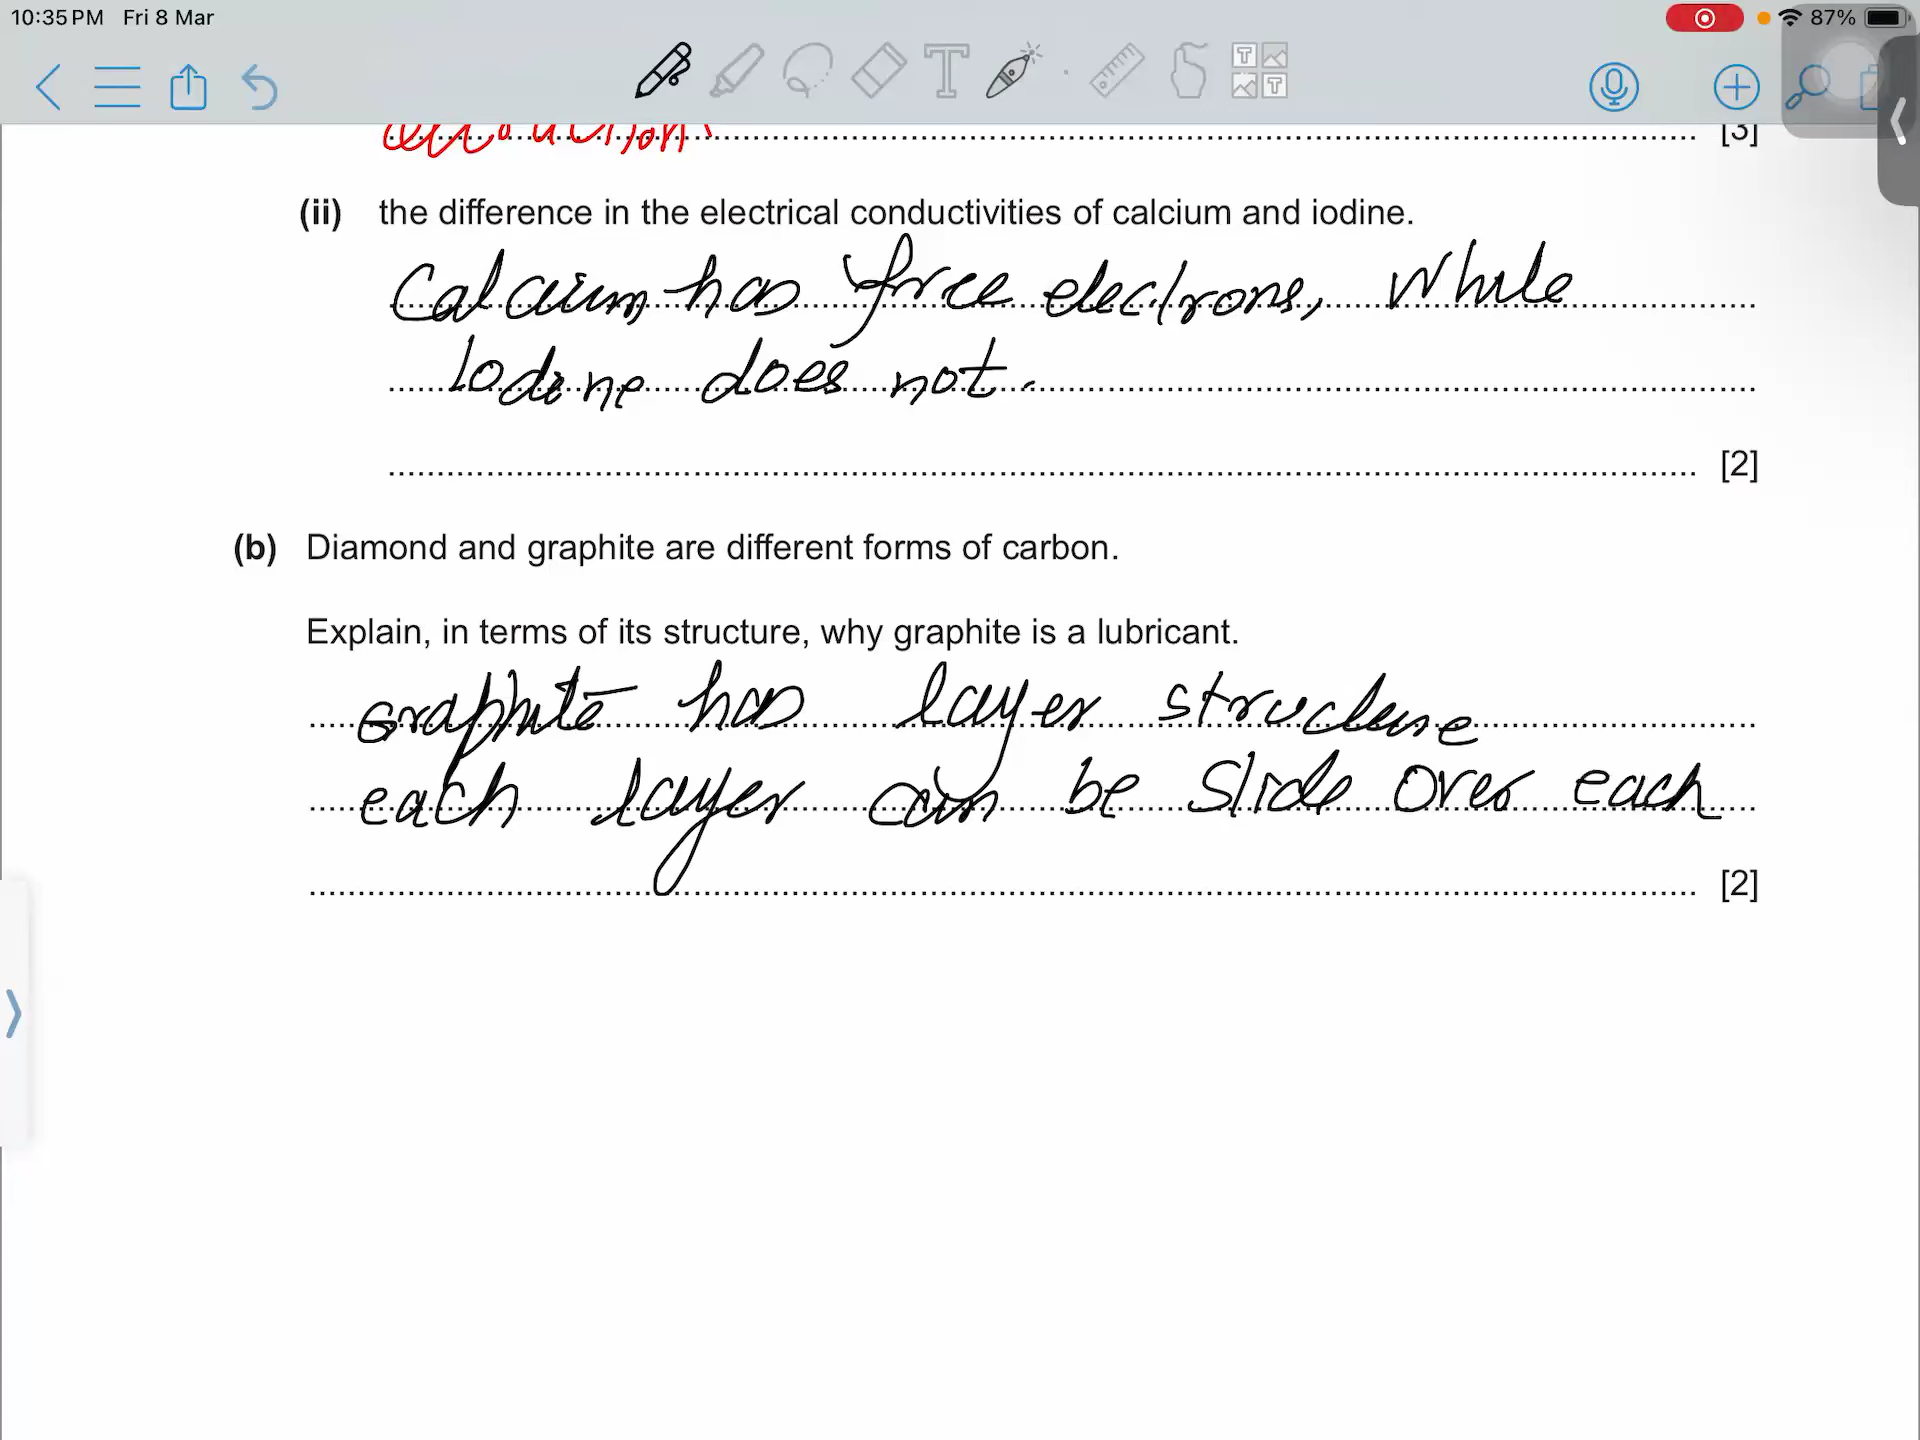 10:35 PM Fri 8 Mar
87%
[3]
(ii) the difference in the electrical conductivities of calcium and iodine.
Calcium has free electrons, while
Iodine does not.
[2]
(b) Diamond and graphite are different forms of carbon.
Explain, in terms of its structure, why graphite is a lubricant.
Graphite has layer structure
each layer can be slide over each
[2]